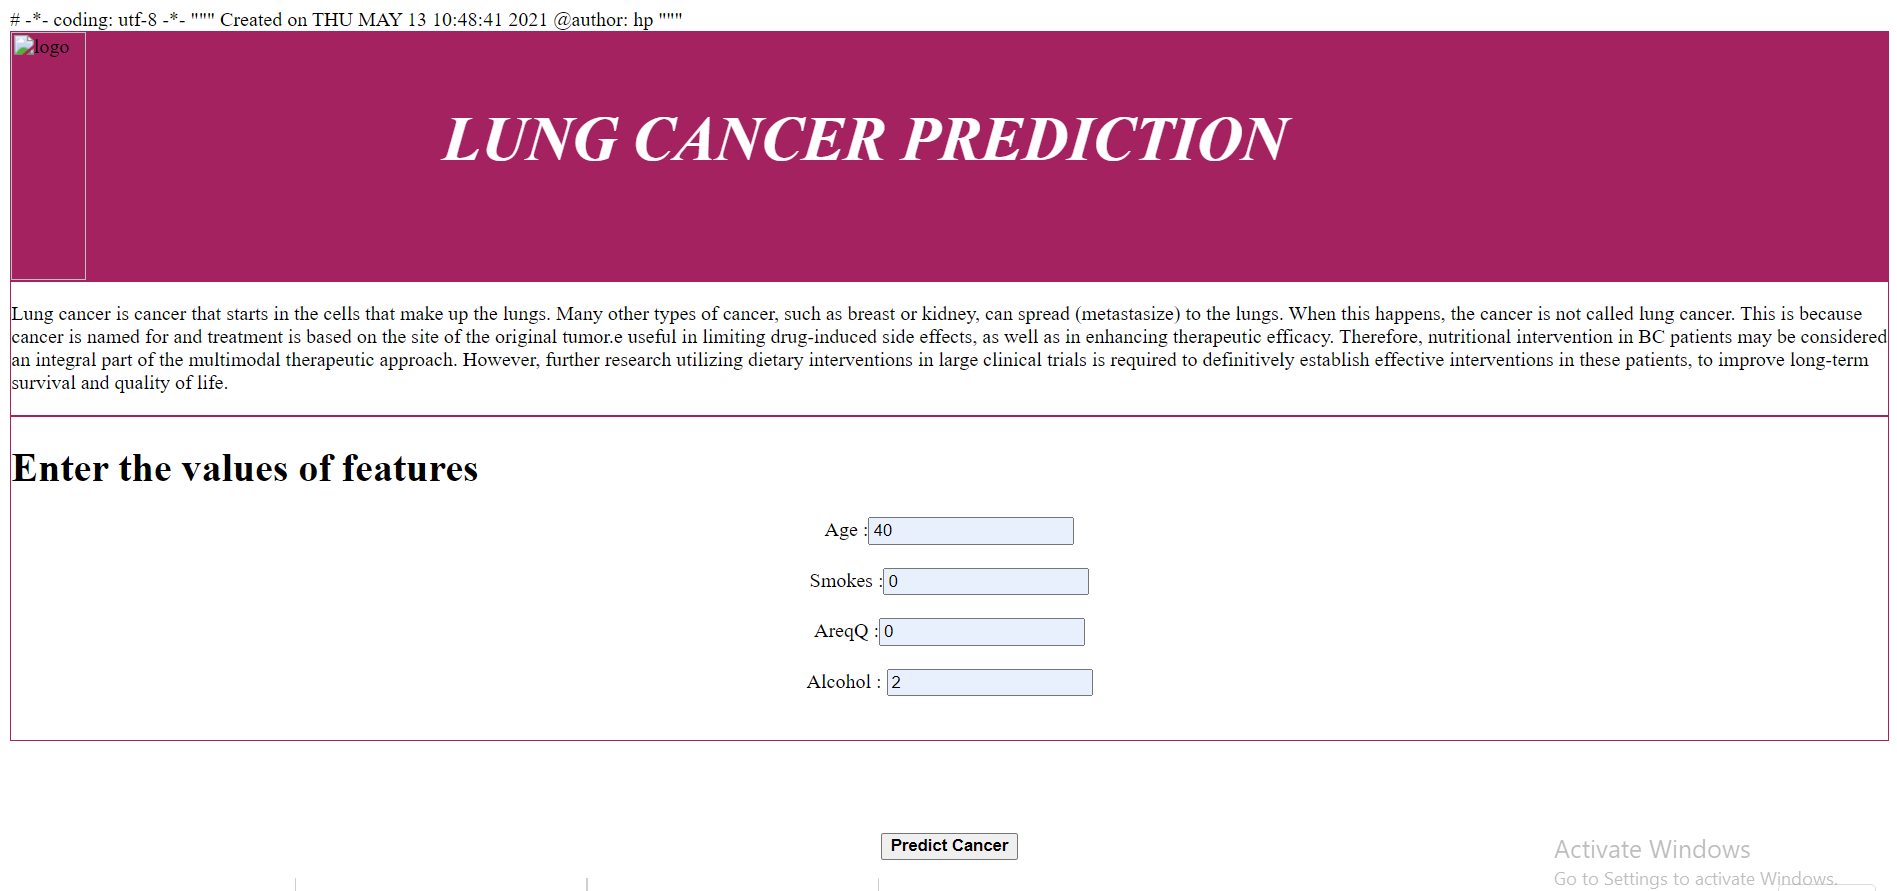 # -*- coding: utf-8 -*- """ Created on THU MAY 13 10:48:41 2021 @author: hp """
logo
LUNG CANCER PREDICTION
Lung cancer is cancer that starts in the cells that make up the lungs. Many other types of cancer, such as breast or kidney, can spread (metastasize) to the lungs. When this happens, the cancer is not called lung cancer. This is because
cancer is named for and treatment is based on the site of the original tumor.e useful in limiting drug-induced side effects, as well as in enhancing therapeutic efficacy. Therefore, nutritional intervention in BC patients may be considered
an integral part of the multimodal therapeutic approach. However, further research utilizing dietary interventions in large clinical trials is required to definitively establish effective interventions in these patients, to improve long-term
survival and quality of life.
Enter the values of features
Age :40
Smokes :0
AreqQ :0
Alcohol : 2
Predict Cancer
Activate Windows
Go to Settings to activate Windows.